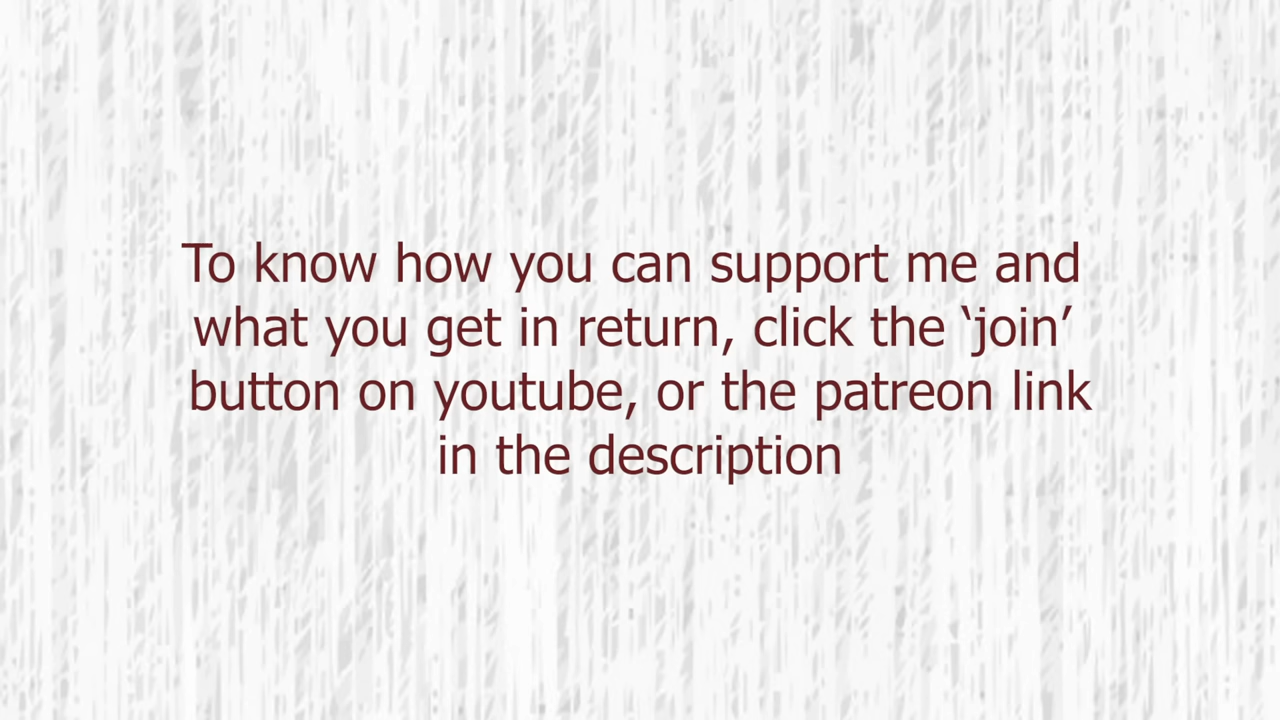 To know how you can support me and
what you get in return, click the ‘join’
button on youtube, or the patreon link
in the description